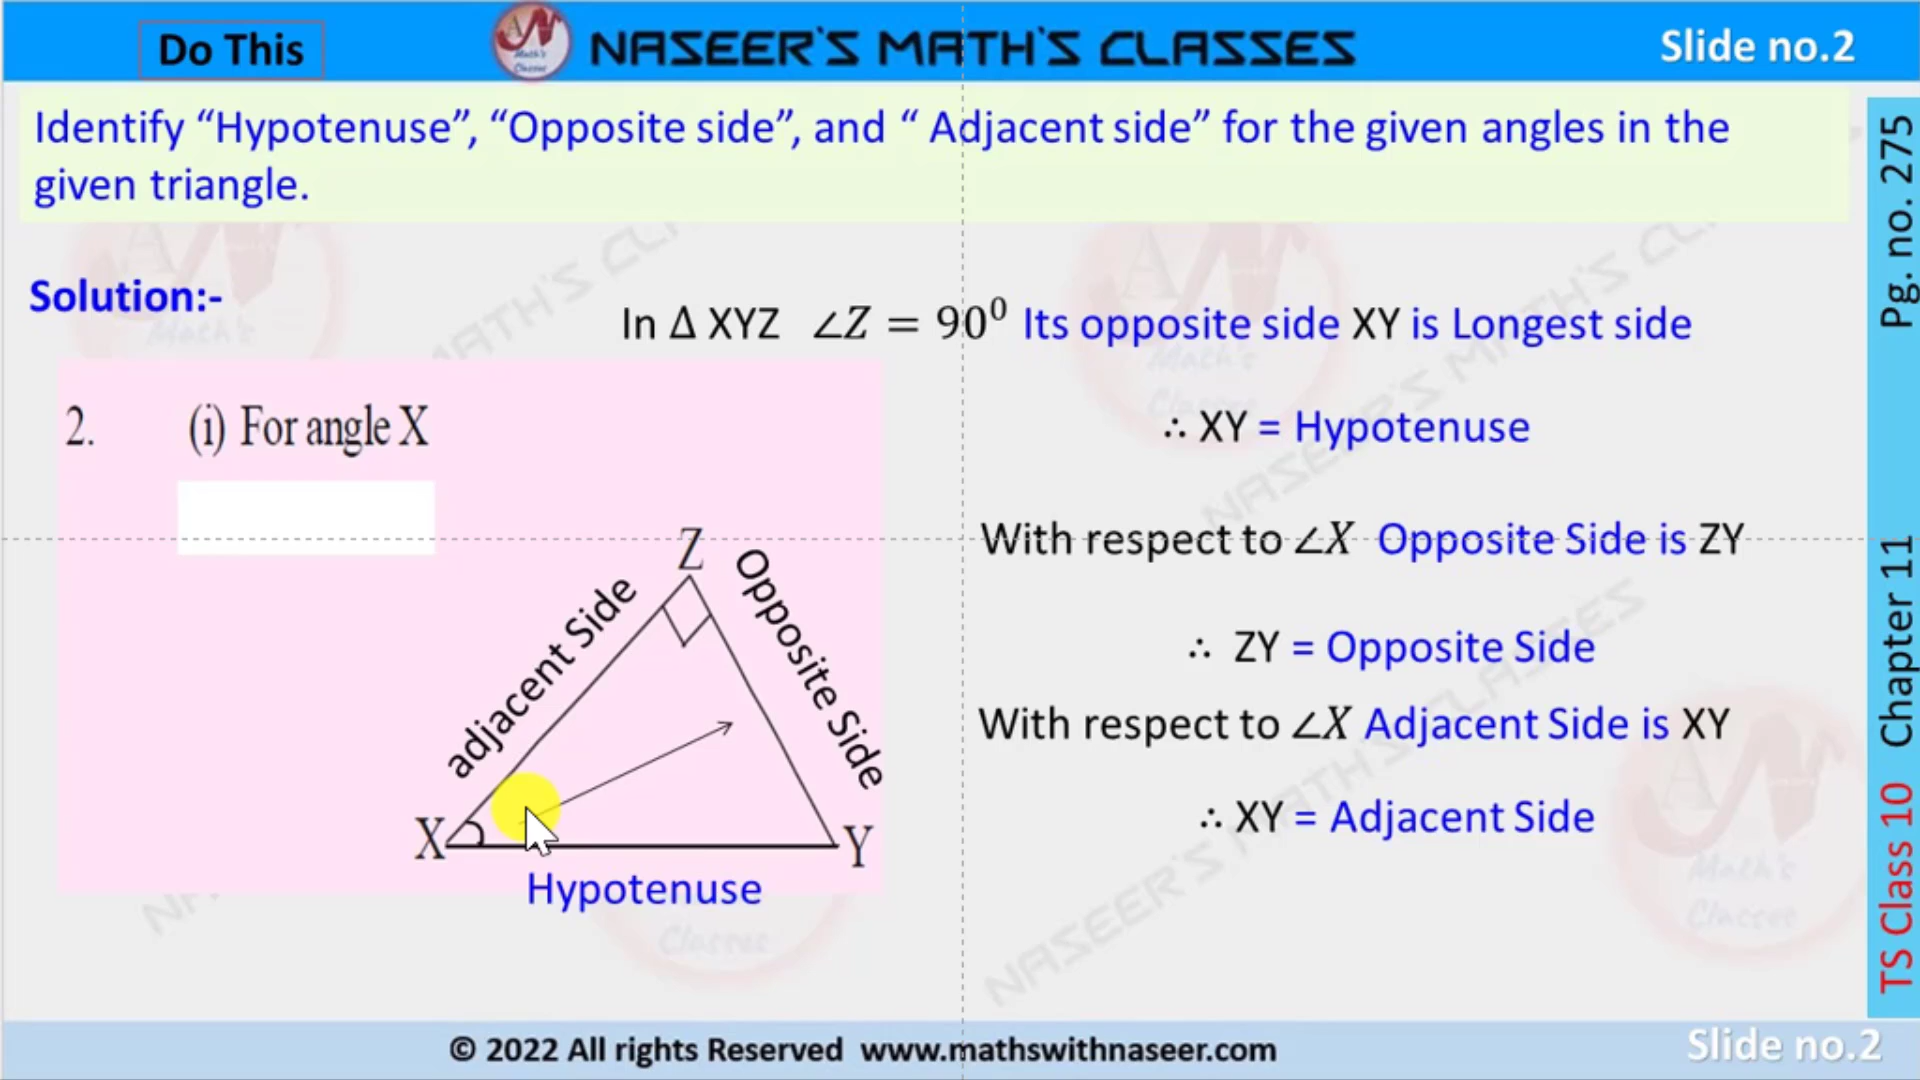 Do This
NASEER'S MATH'S CLASSES
Slide no.2
Identify “Hypotenuse”, “Opposite side”, and “ Adjacent side” for the given angles in the
given triangle.
Solution:-
In Δ XYZ ∠Z = 90⁰ Its opposite side XY is Longest side
2. (i) For angle X
∴ XY = Hypotenuse
With respect to ∠X Opposite Side is ZY
∴ ZY = Opposite Side
With respect to ∠X Adjacent Side is XY
∴ XY = Adjacent Side
Z
adjacent Side
Opposite Side
X
Y
Hypotenuse
Pg. no. 275
TS Class 10 Chapter 11
© 2022 All rights Reserved www.mathswithnaseer.com
Slide no.2